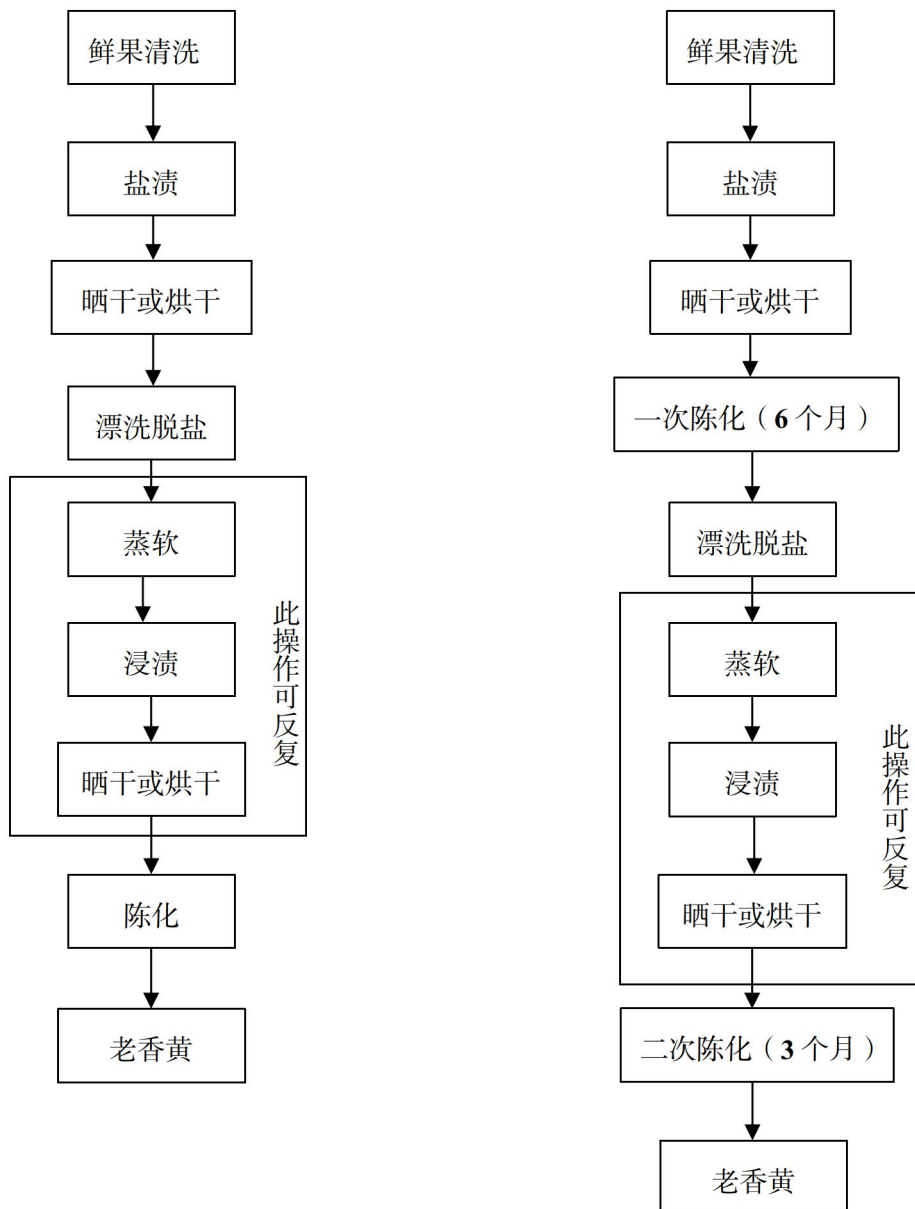 鲜果清洗
盐渍
晒干或烘干
漂洗脱盐
蒸软
浸渍
晒干或烘干
此操作可反复
陈化
老香黄
鲜果清洗
盐渍
晒干或烘干
一次陈化（6 个月）
漂洗脱盐
蒸软
浸渍
晒干或烘干
此操作可反复
二次陈化（3 个月）
老香黄